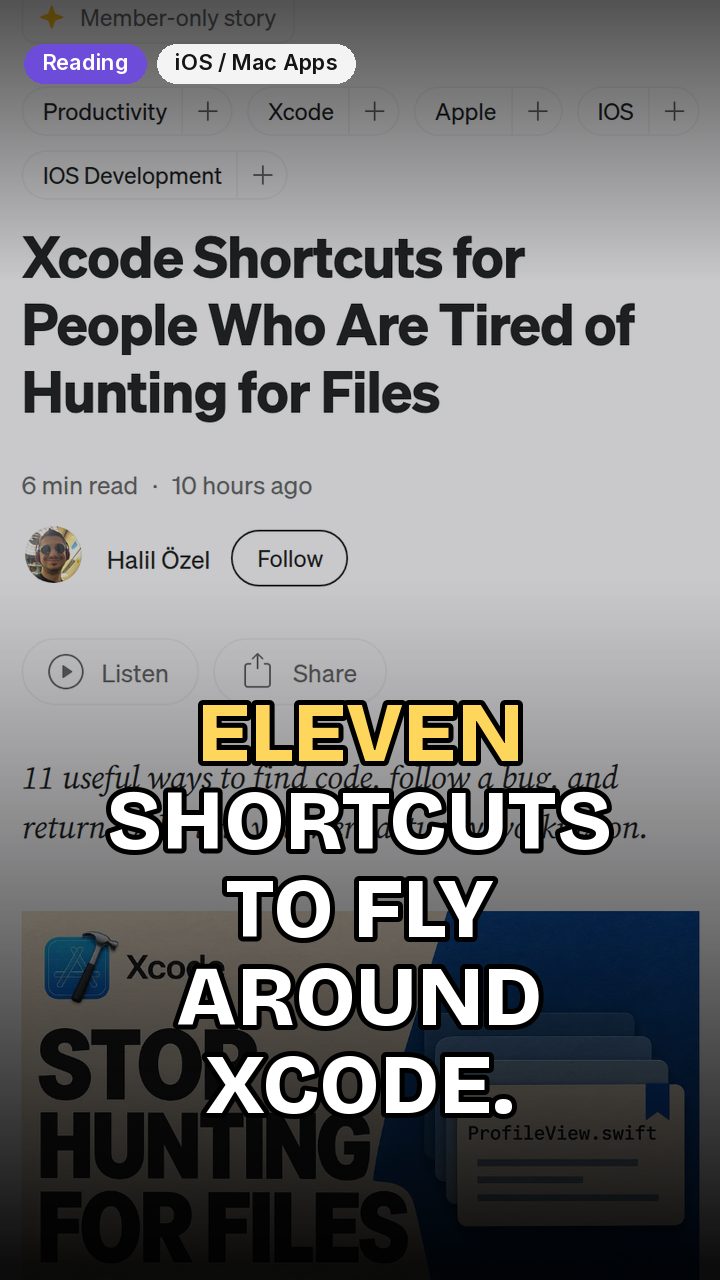 Member-only story
Reading
iOS / Mac Apps
Productivity
Xcode
Apple
IOS
IOS Development
Xcode Shortcuts for
People Who Are Tired of
Hunting for Files
6 min read · 10 hours ago
Halil Özel
Follow
Listen
Share
11 useful ways to find code, follow a bug, and
return
on.
ELEVEN
SHORTCUTS
TO FLY
AROUND
XCODE.
Xcode
STOP
HUNTING
FOR FILES
ProfileView.swift